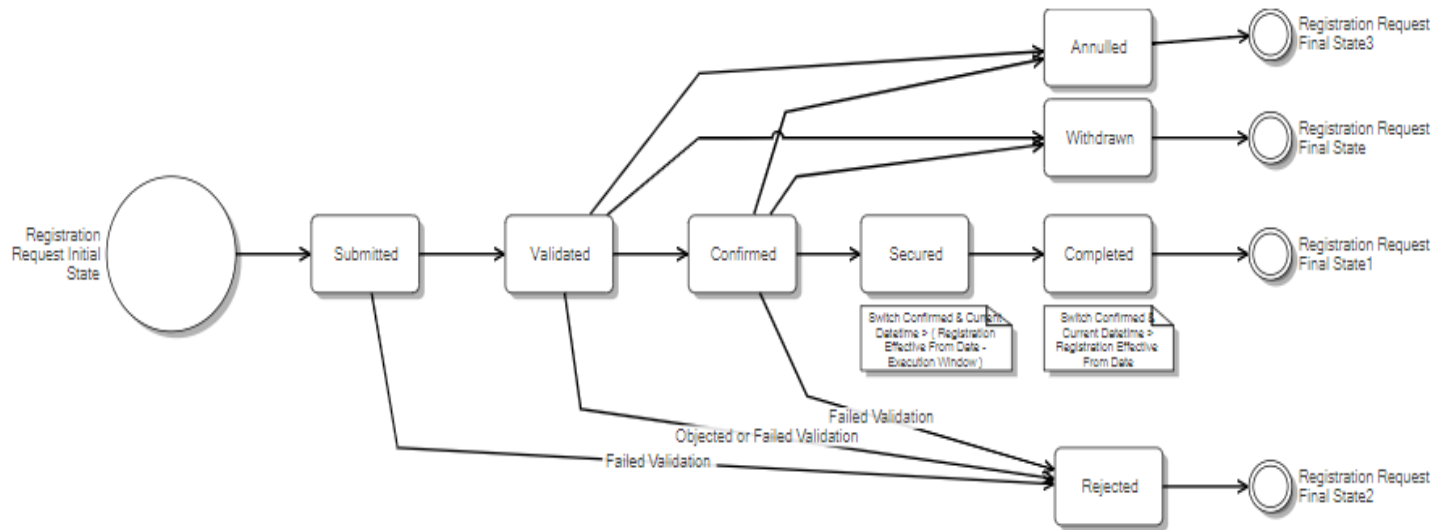 Annulled
Registration Request
Final State3
Withdrawn
Registration Request
Final State
Registration
Request Initial
State
Submitted
Validated
Confirmed
Secured
Completed
Registration Request
Final State1
Switch Confirmed & Current
Datetime > ( Registration
Effective From Date -
Execution Window )
Switch Confirmed &
Current Datetime >
Registration Effective
From Date
Failed Validation
Objected or Failed Validation
Failed Validation
Rejected
Registration Request
Final State2